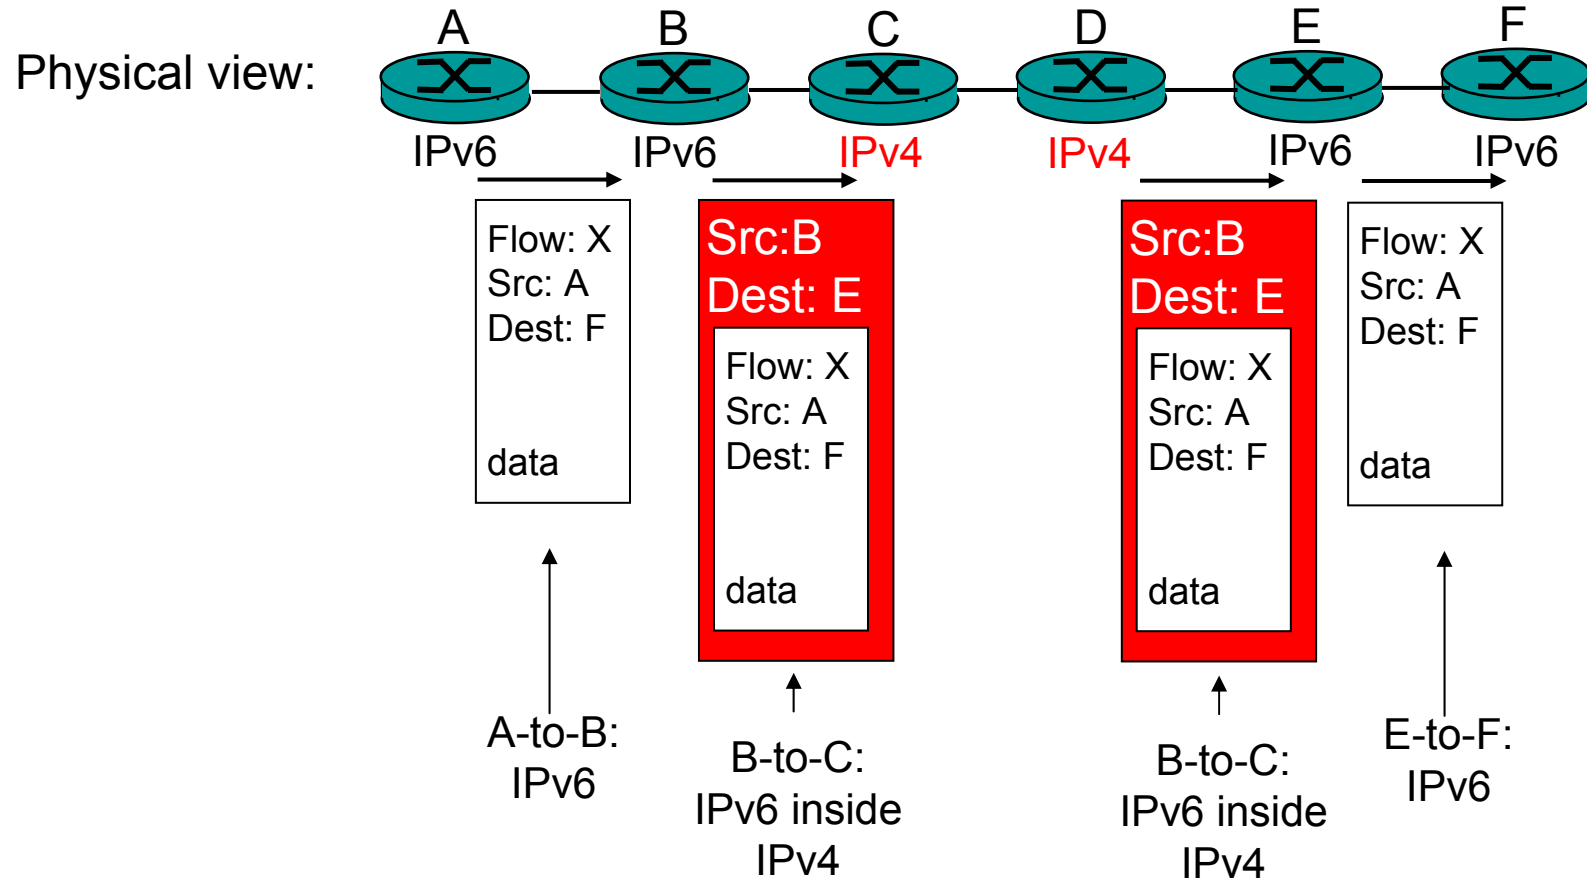 A
B
C
D
E
F
Physical view:
IPv6
IPv6
IPv4
IPv4
IPv6
IPv6
Flow: X
Src: A
Dest: F
data
Src:B
Dest: E
Flow: X
Src: A
Dest: F
data
Src:B
Dest: E
Flow: X
Src: A
Dest: F
data
Flow: X
Src: A
Dest: F
data
A-to-B:
IPv6
B-to-C:
IPv6 inside
IPv4
B-to-C:
IPv6 inside
IPv4
E-to-F:
IPv6